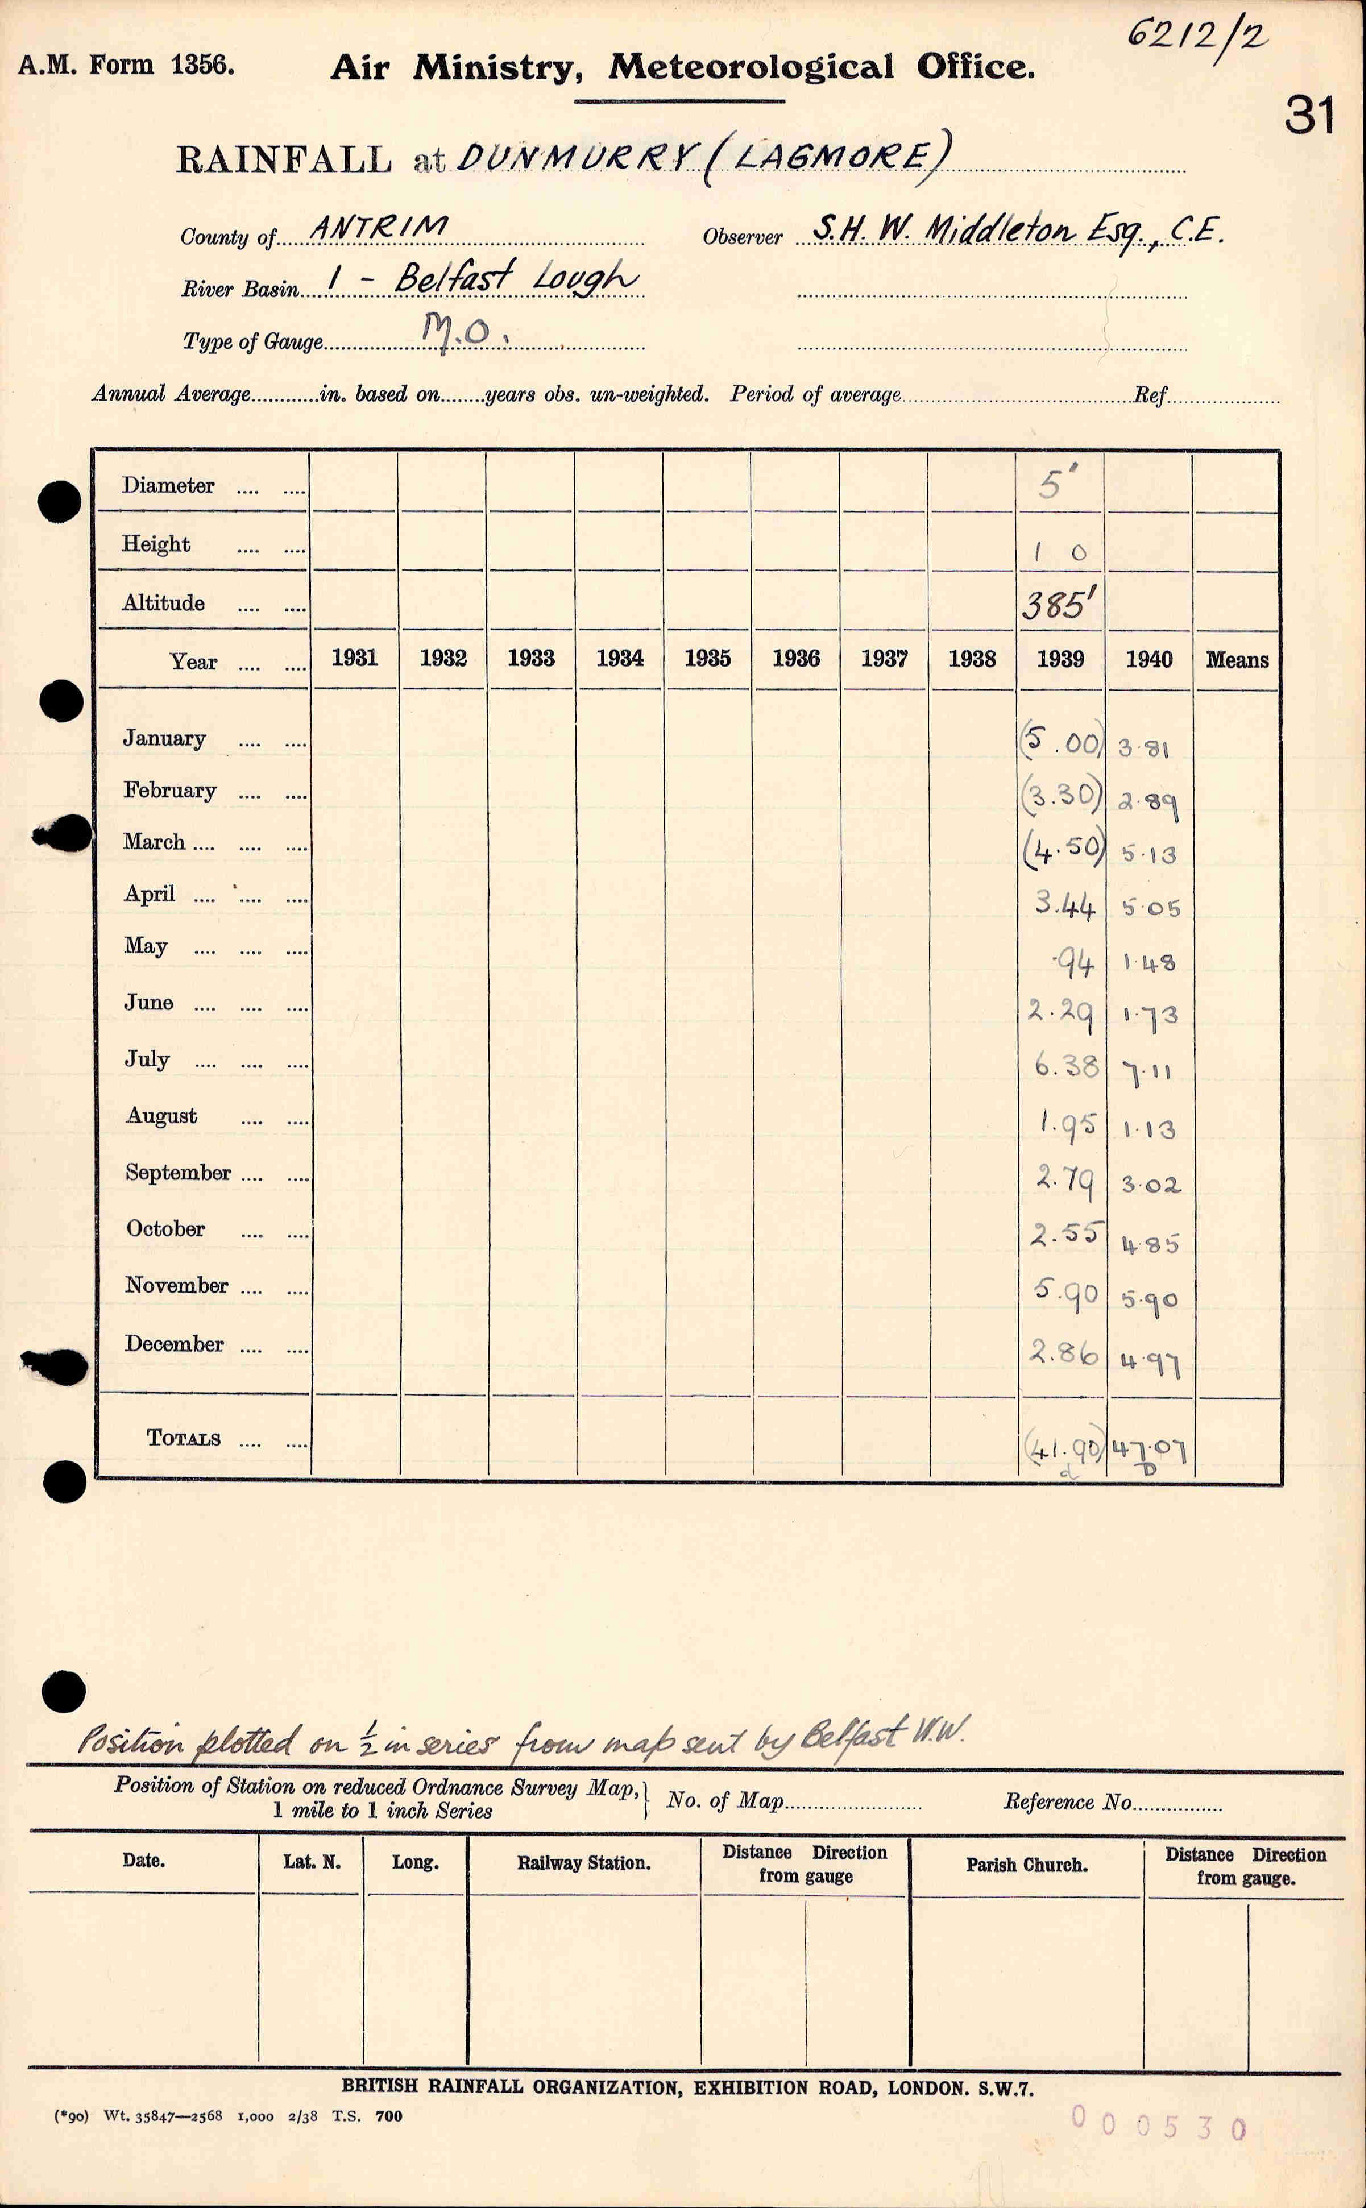 6212/2
A.M. Form 1356. Air Ministry, Meteorological Office.
31
RAINFALL at DUNMURRY (LAGMORE)
County of ANTRIM Observer S.H.W. Middleton Esq., C.E.
River Basin 1 - Belfast Lough
Type of Gauge M.O.
Annual Average............in. based on........years obs. un-weighted. Period of average........ Ref........
Diameter .... .... 5'
Height .... .... 1 0
Altitude .... .... 385'
Year .... .... 1931 1932 1933 1934 1935 1936 1937 1938 1939 1940 Means
January .... .... (5.00) 3.81
February .... .... (3.30) 2.89
March .... .... .... (4.50) 5.13
April .... .... .... 3.44 5.05
May .... .... .... .94 1.48
June .... .... .... 2.29 1.73
July .... .... .... 6.38 7.11
August .... .... 1.95 1.13
September .... .... 2.79 3.02
October .... .... 2.55 4.85
November .... .... 5.90 5.90
December .... .... 2.86 4.97
TOTALS .... .... (41.90) 47.07
d D
Position plotted on ½ in series from map sent by Belfast W.W.
Position of Station on reduced Ordnance Survey Map, 1 mile to 1 inch Series } No. of Map........ Reference No........
Date. Lat. N. Long. Railway Station. Distance Direction from gauge Parish Church. Distance Direction from gauge.
BRITISH RAINFALL ORGANIZATION, EXHIBITION ROAD, LONDON. S.W.7.
(*90) Wt. 35847—2568 1,000 2/38 T.S. 700
000530